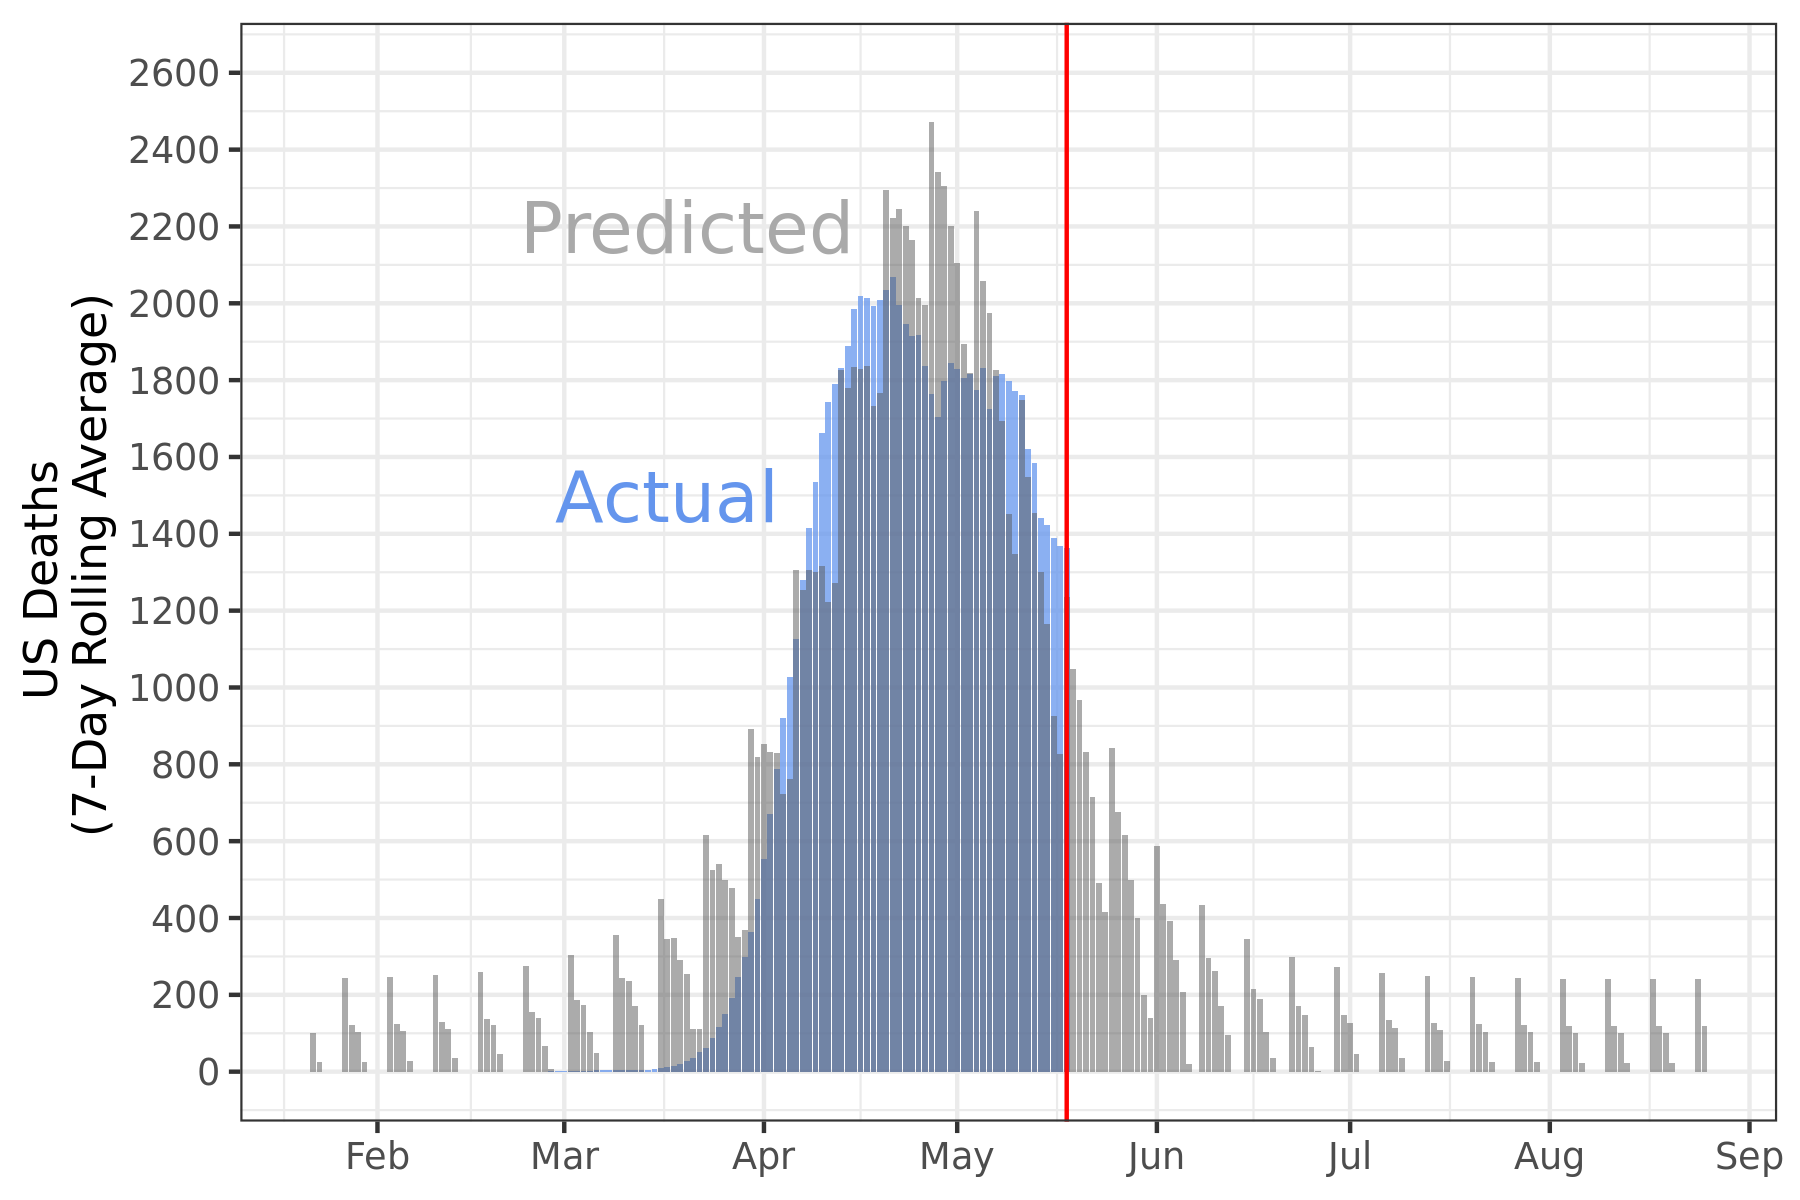 US Deaths
(7-Day Rolling Average)
2600
2400
2200
2000
1800
1600
1400
1200
1000
800
600
400
200
0
Predicted
Actual
Feb Mar Apr May Jun Jul Aug Sep